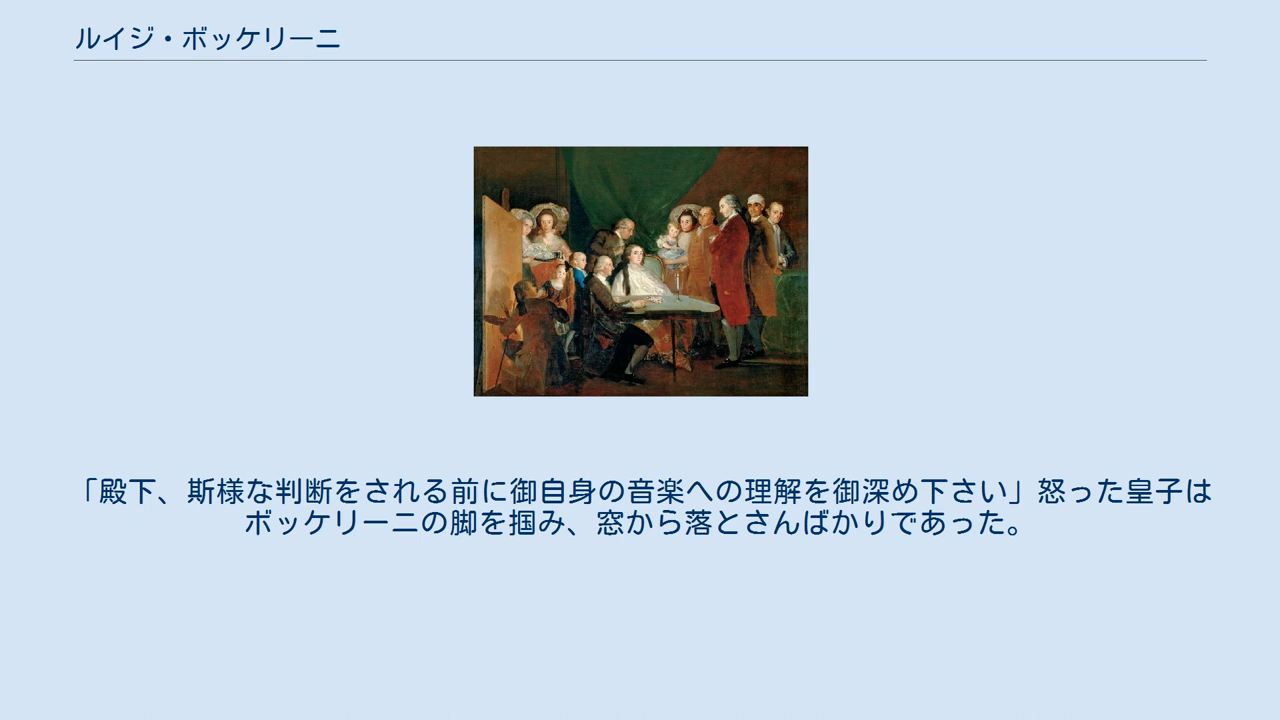 ルイジ・ボッケリーニ
「殿下、斯様な判断をされる前に御自身の音楽への理解を御深め下さい」怒った皇子は
ボッケリーニの脚を掴み、窓から落とさんばかりであった。